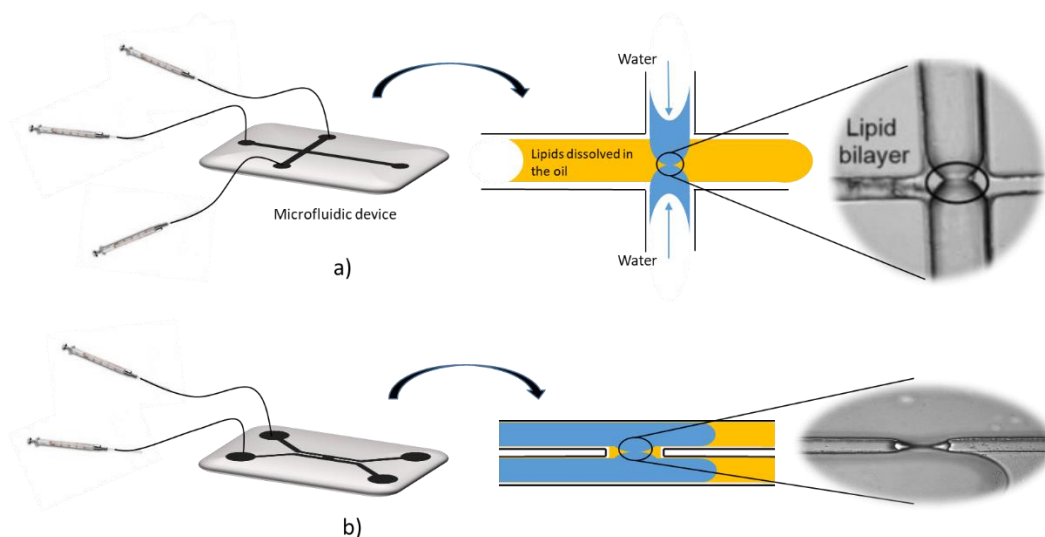 Water
Lipids dissolved in
the oil
Lipid
bilayer
Microfluidic device
Water
a)
b)